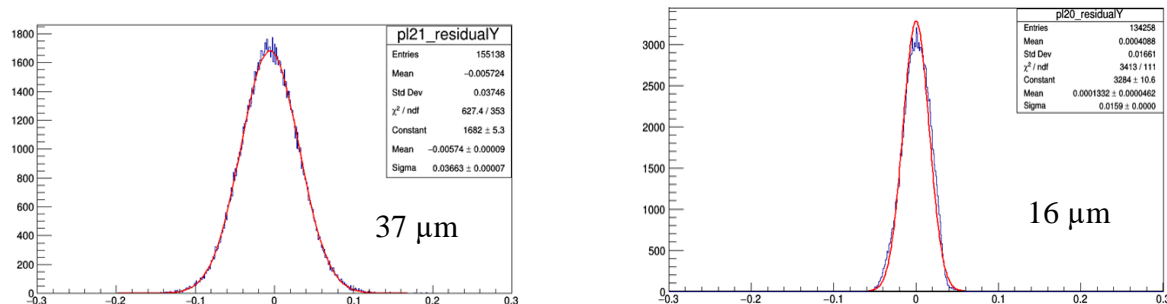 pl21_residualY
Entries 155138
Mean -0.005724
Std Dev 0.03746
χ² / ndf 627.4 / 353
Constant 1682 ± 5.3
Mean -0.00574 ± 0.00009
Sigma 0.03663 ± 0.00007
1800
1600
1400
1200
1000
800
600
400
200
0
−0.3 −0.2 −0.1 0 0.1 0.2 0.3
37 µm
pl20_residualY
Entries 134258
Mean 0.0004088
Std Dev 0.01661
χ² / ndf 3413 / 111
Constant 3284 ± 10.6
Mean 0.0001332 ± 0.0000462
Sigma 0.0159 ± 0.0000
3000
2500
2000
1500
1000
500
0
−0.3 −0.2 −0.1 0 0.1 0.2 0.3
16 µm